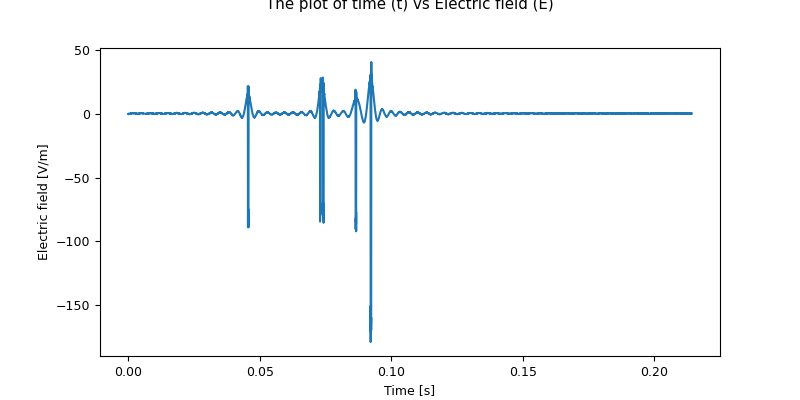 The plot of time (t) vs Electric field (E)
50
0
−50
−100
−150
Electric field [V/m]
0.00 0.05 0.10 0.15 0.20
Time [s]